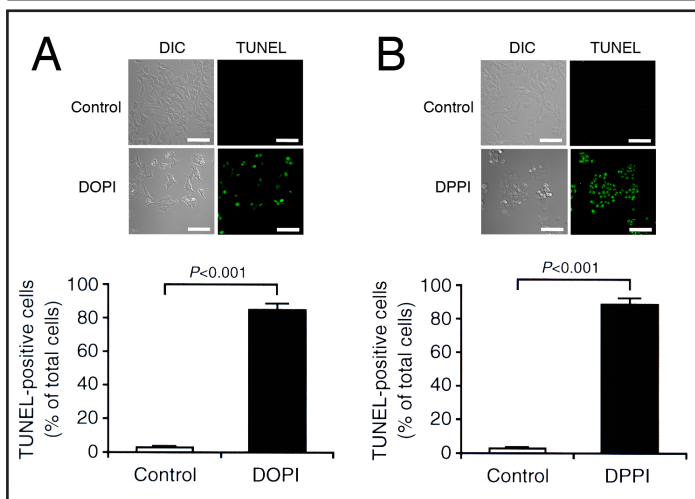 A
DIC TUNEL
Control
DOPI
P<0.001
TUNEL-positive cells
(% of total cells)
100
80
60
40
20
0
Control DOPI
B
DIC TUNEL
Control
DPPI
P<0.001
TUNEL-positive cells
(% of total cells)
100
80
60
40
20
0
Control DPPI